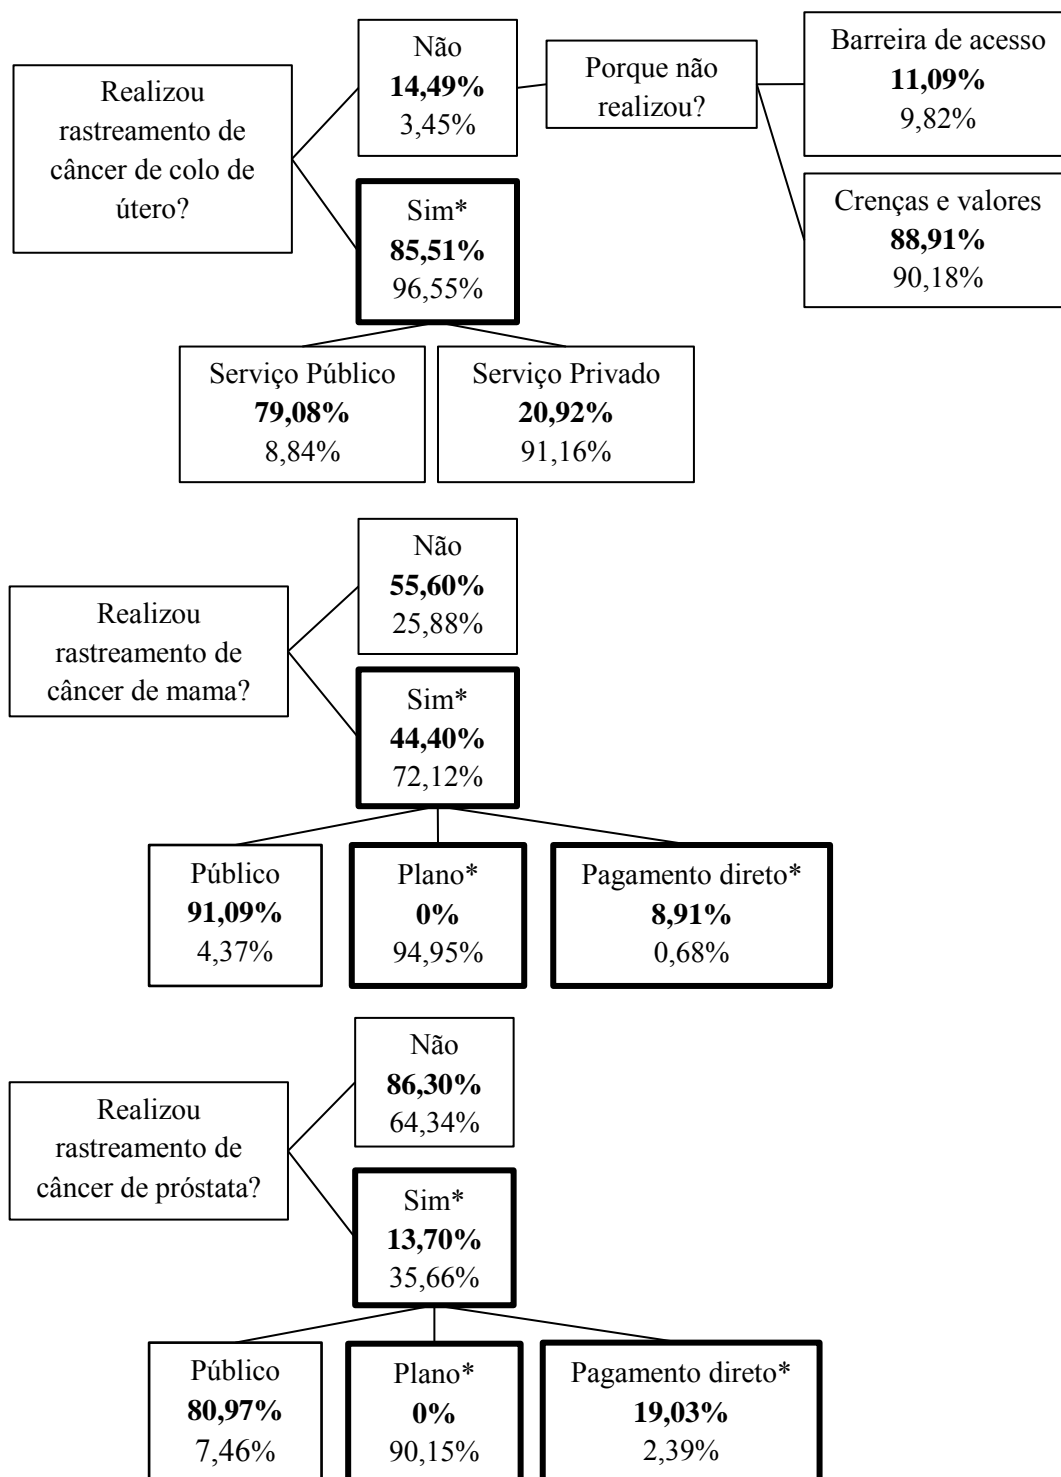 Realizou
rastreamento de
câncer de colo de
útero?
Não
14,49%
3,45%
Porque não
realizou?
Barreira de acesso
11,09%
9,82%
Crenças e valores
88,91%
90,18%
Sim*
85,51%
96,55%
Serviço Público
79,08%
8,84%
Serviço Privado
20,92%
91,16%
Realizou
rastreamento de
câncer de mama?
Não
55,60%
25,88%
Sim*
44,40%
72,12%
Público
91,09%
4,37%
Plano*
0%
94,95%
Pagamento direto*
8,91%
0,68%
Realizou
rastreamento de
câncer de próstata?
Não
86,30%
64,34%
Sim*
13,70%
35,66%
Público
80,97%
7,46%
Plano*
0%
90,15%
Pagamento direto*
19,03%
2,39%